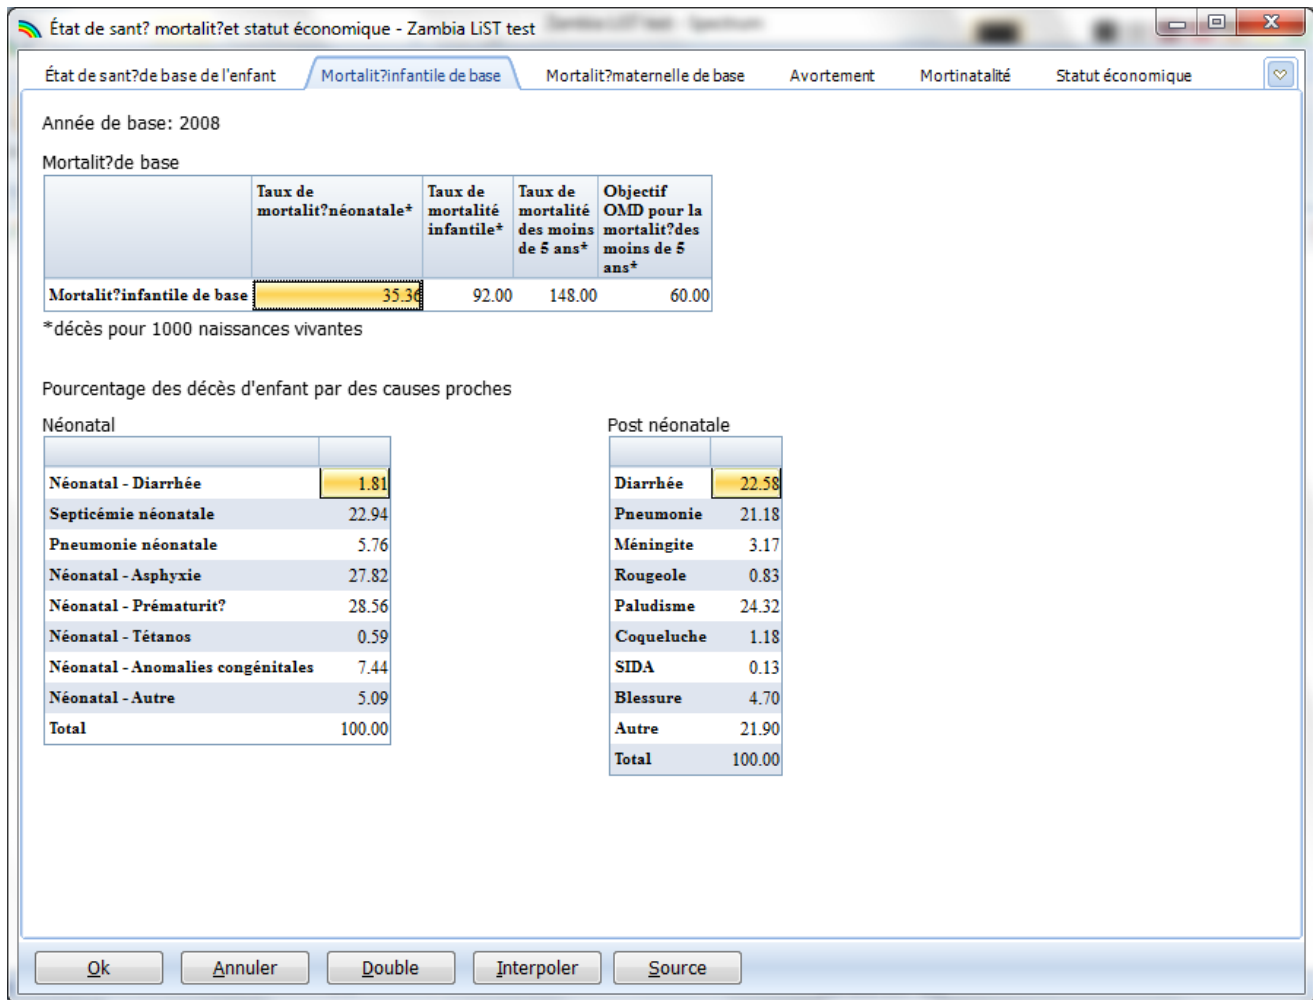 État de sant? mortalit?et statut économique - Zambia LiST test
État de sant?de base de l'enfant Mortalit?infantile de base Mortalit?maternelle de base Avortement Mortinatalité Statut économique
Année de base: 2008
Mortalit?de base
Taux de mortalit?néonatale* Taux de mortalité infantile* Taux de mortalité des moins de 5 ans* Objectif OMD pour la mortalit?des moins de 5 ans*
Mortalit?infantile de base 35.36 92.00 148.00 60.00
*décès pour 1000 naissances vivantes
Pourcentage des décès d'enfant par des causes proches
Néonatal
Néonatal - Diarrhée 1.81
Septicémie néonatale 22.94
Pneumonie néonatale 5.76
Néonatal - Asphyxie 27.82
Néonatal - Prématurit? 28.56
Néonatal - Tétanos 0.59
Néonatal - Anomalies congénitales 7.44
Néonatal - Autre 5.09
Total 100.00
Post néonatale
Diarrhée 22.58
Pneumonie 21.18
Méningite 3.17
Rougeole 0.83
Paludisme 24.32
Coqueluche 1.18
SIDA 0.13
Blessure 4.70
Autre 21.90
Total 100.00
Ok Annuler Double Interpoler Source